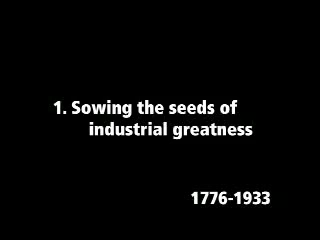 1. Sowing the seeds of
industrial greatness
1776-1933